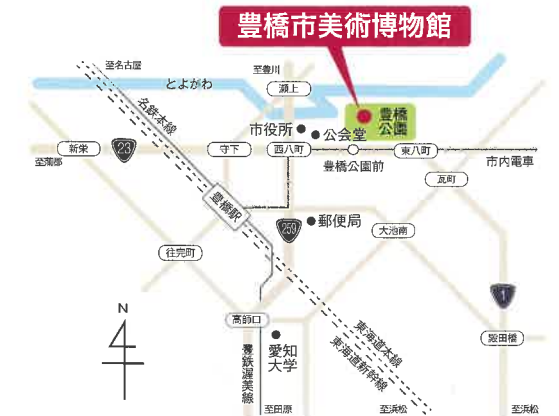 豊橋市美術博物館
至名古屋
至豊川
とよがわ
瀬上
豊橋
公園
名鉄本線
市役所
公会堂
新栄
23
守下
西八町
東八町
至蒲郡
豊橋公園前
市内電車
瓦町
豊橋駅
259
郵便局
大池南
往完町
1
N
高師口
殿田橋
愛知
大学
東海道本線
東海道新幹線
豊鉄渥美線
至田原
至浜松
至浜松